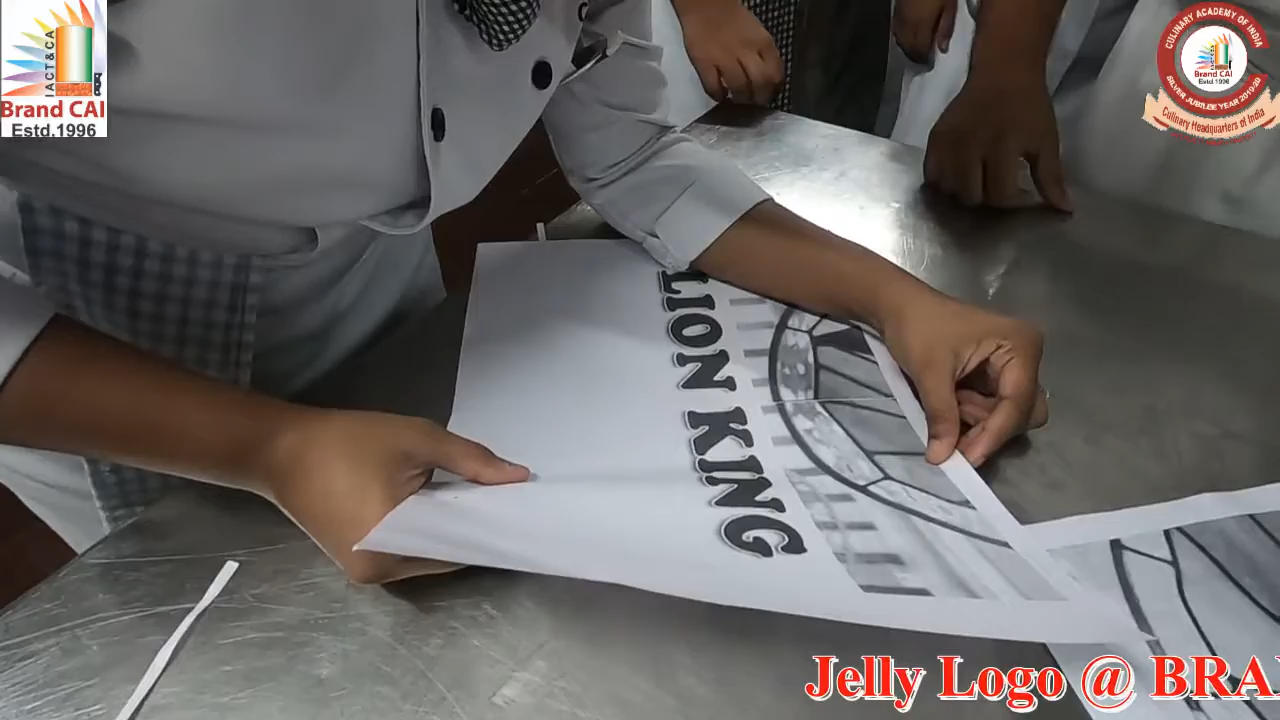 IACT&CA
Brand CAI
Estd.1996
CULINARY ACADEMY OF INDIA
Brand CAI
Estd.1996
SILVER JUBILEE YEAR 2019-20
Culinary Headquarters of India
LION KING
Jelly Logo @ BRA